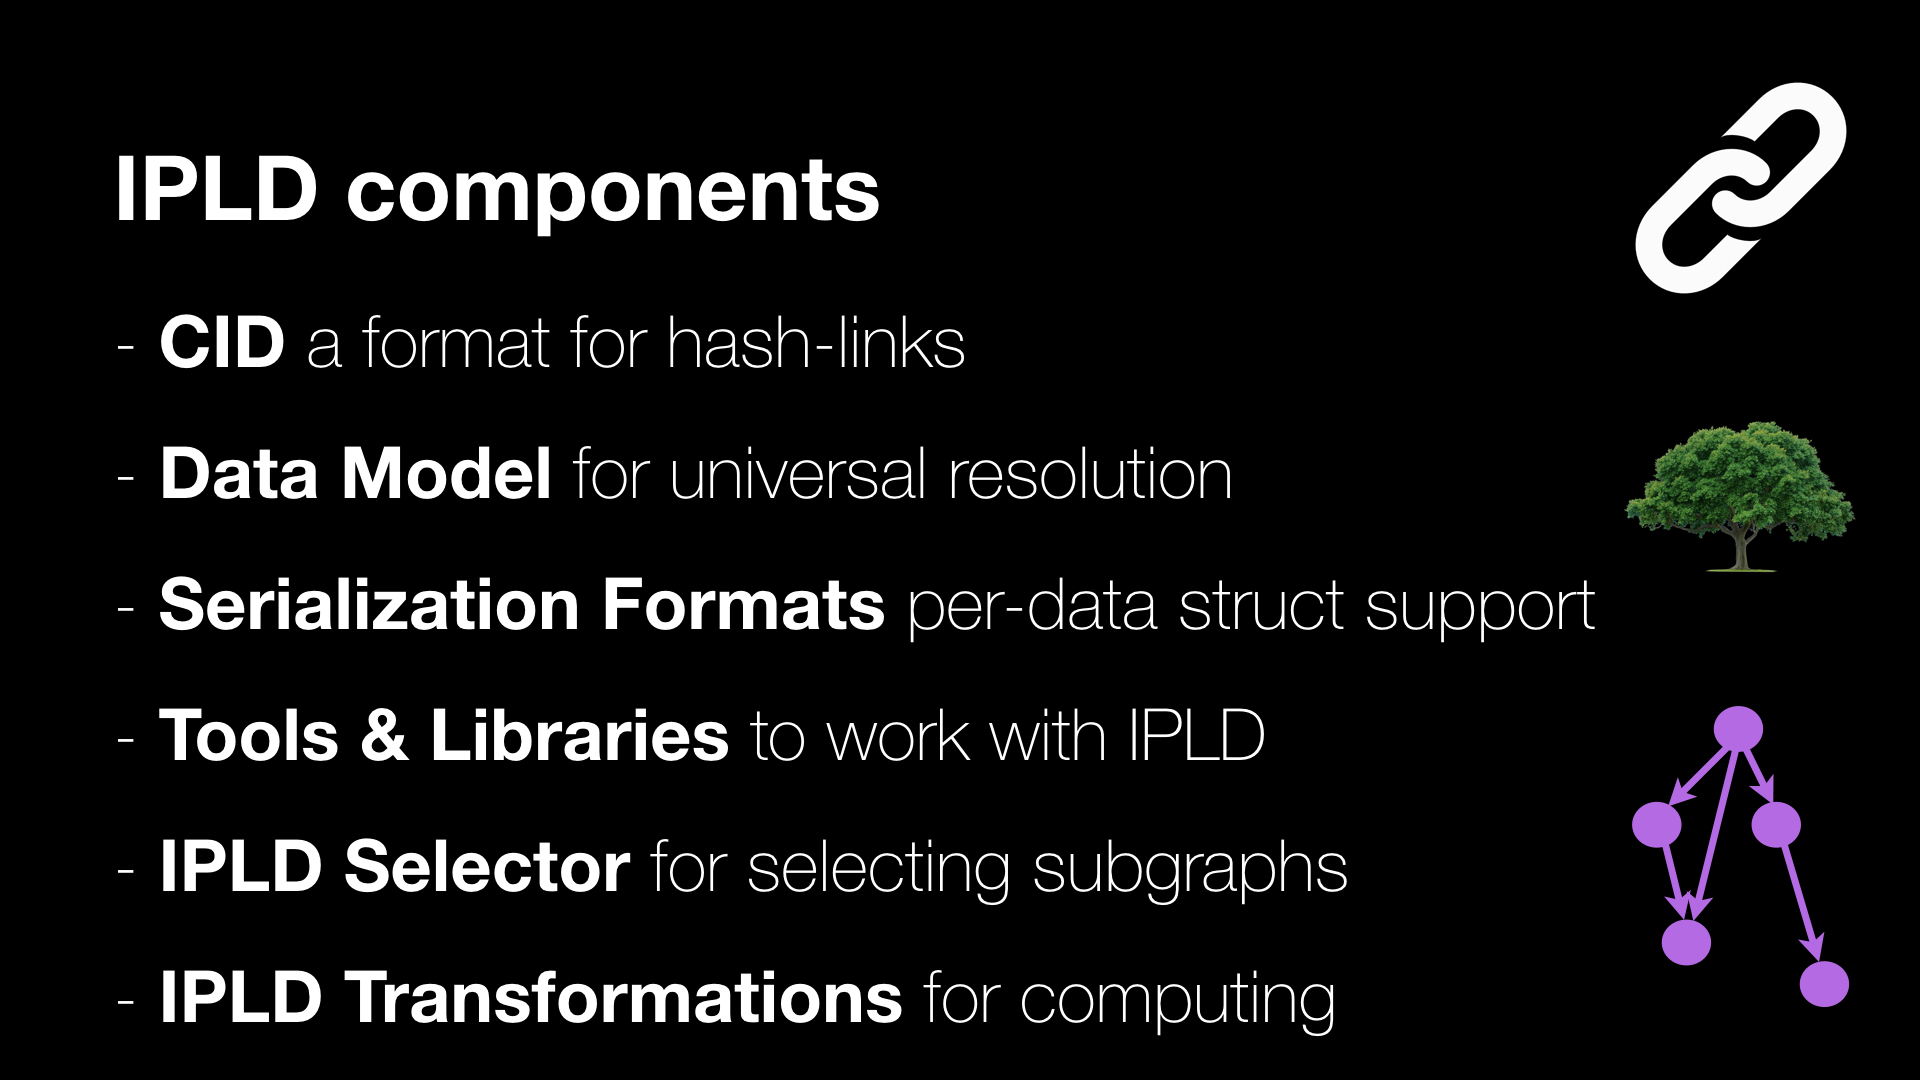 IPLD components
- CID a format for hash-links
- Data Model for universal resolution
- Serialization Formats per-data struct support
- Tools & Libraries to work with IPLD
- IPLD Selector for selecting subgraphs
- IPLD Transformations for computing